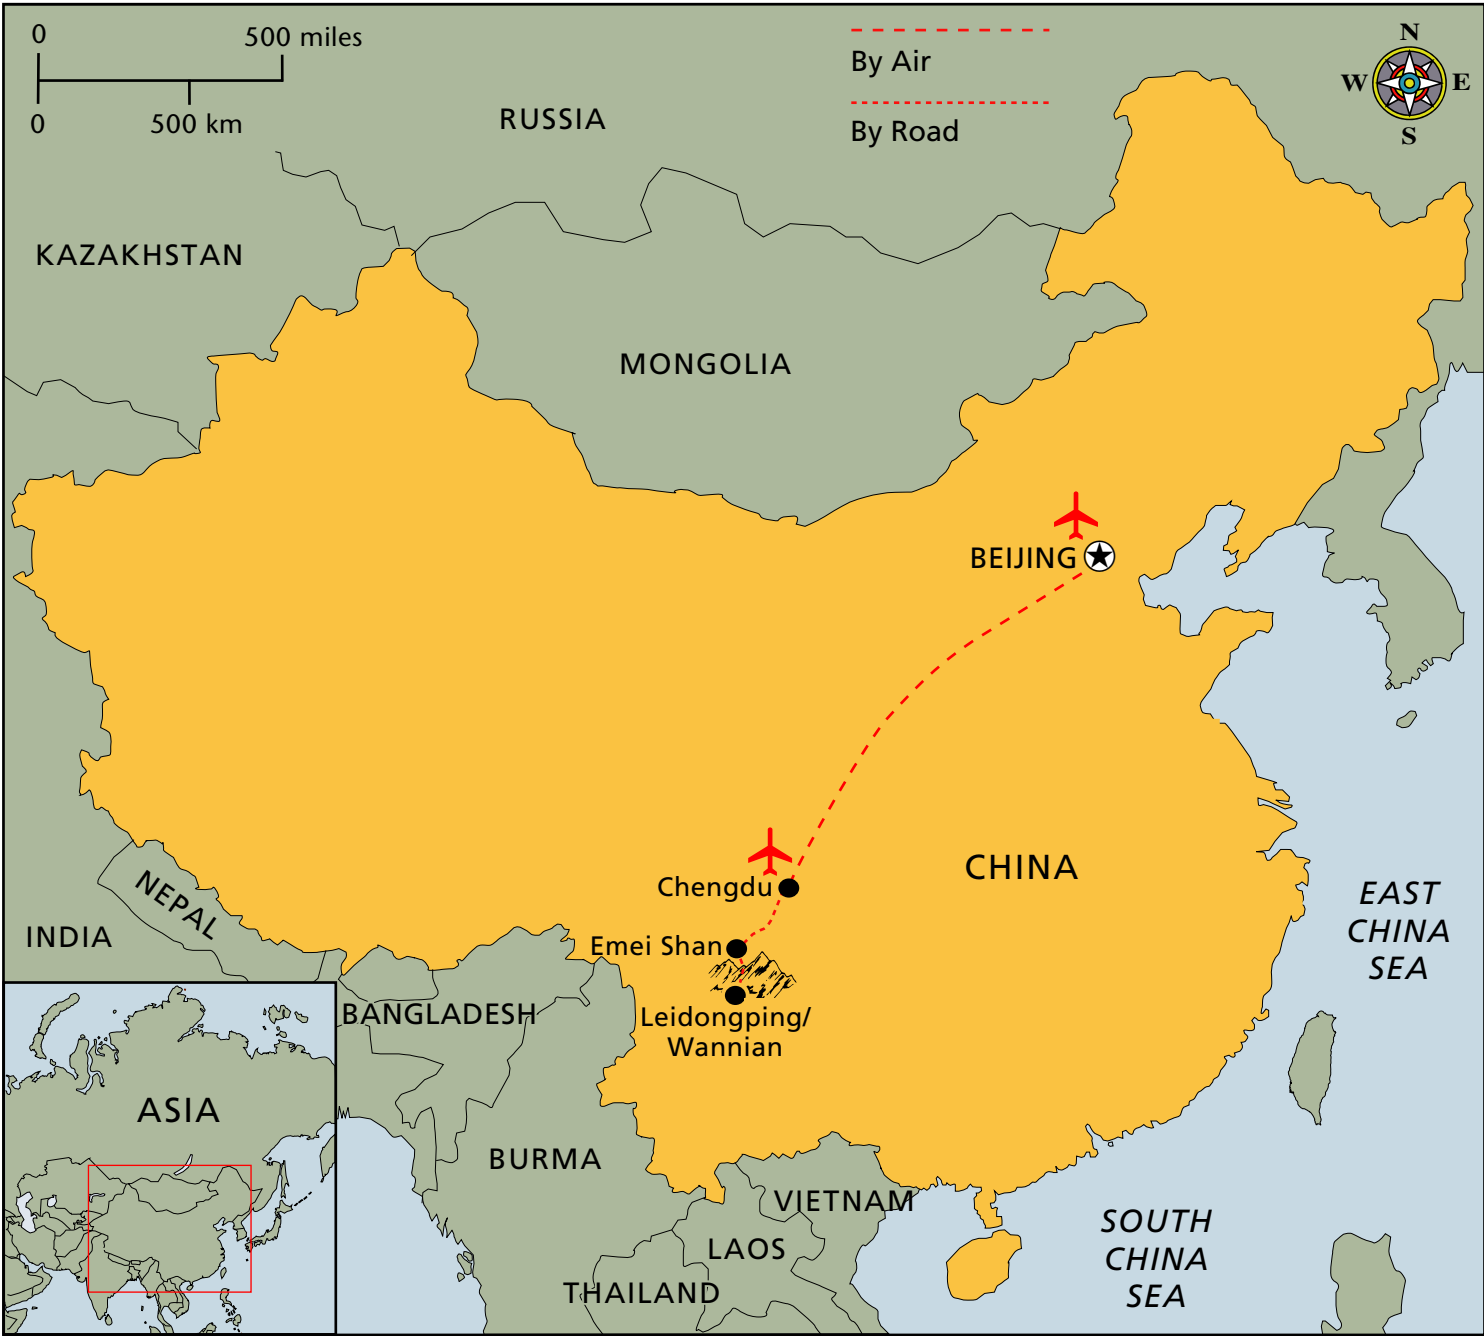 0 500 miles
0 500 km
By Air
By Road
N
W E
S
RUSSIA
KAZAKHSTAN
MONGOLIA
BEIJING
CHINA
Chengdu
Emei Shan
Leidongping/
Wannian
NEPAL
INDIA
BANGLADESH
EAST
CHINA
SEA
ASIA
BURMA
VIETNAM
LAOS
THAILAND
SOUTH
CHINA
SEA